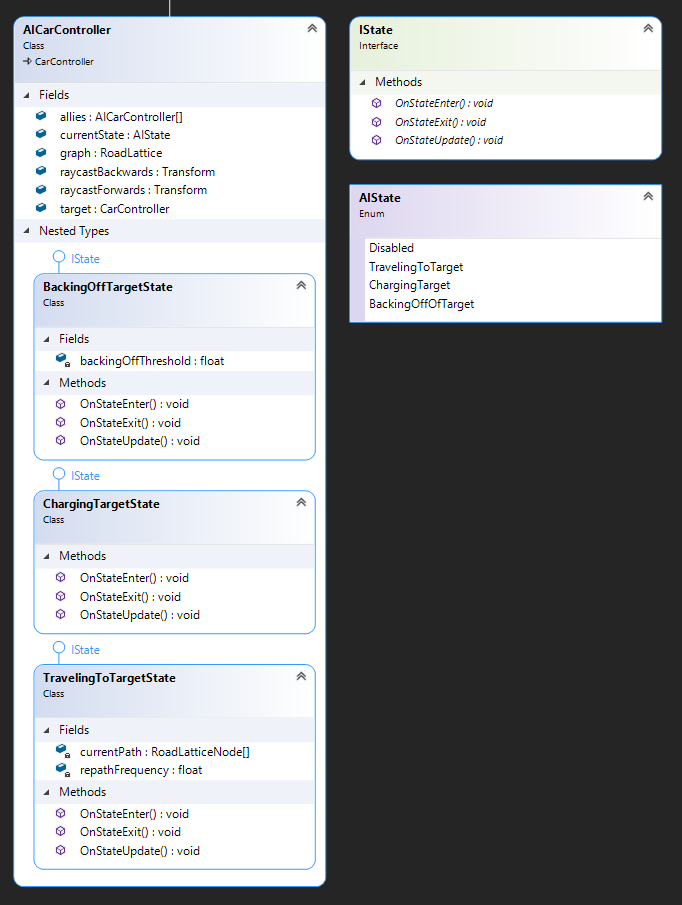 AICarController
Class
CarController
Fields
allies : AICarController[]
currentState : AIState
graph : RoadLattice
raycastBackwards : Transform
raycastForwards : Transform
target : CarController
Nested Types
IState
BackingOffTargetState
Class
Fields
backingOffThreshold : float
Methods
OnStateEnter() : void
OnStateExit() : void
OnStateUpdate() : void
IState
ChargingTargetState
Class
Methods
OnStateEnter() : void
OnStateExit() : void
OnStateUpdate() : void
IState
TravelingToTargetState
Class
Fields
currentPath : RoadLatticeNode[]
repathFrequency : float
Methods
OnStateEnter() : void
OnStateExit() : void
OnStateUpdate() : void
IState
Interface
Methods
OnStateEnter() : void
OnStateExit() : void
OnStateUpdate() : void
AIState
Enum
Disabled
TravelingToTarget
ChargingTarget
BackingOffOfTarget